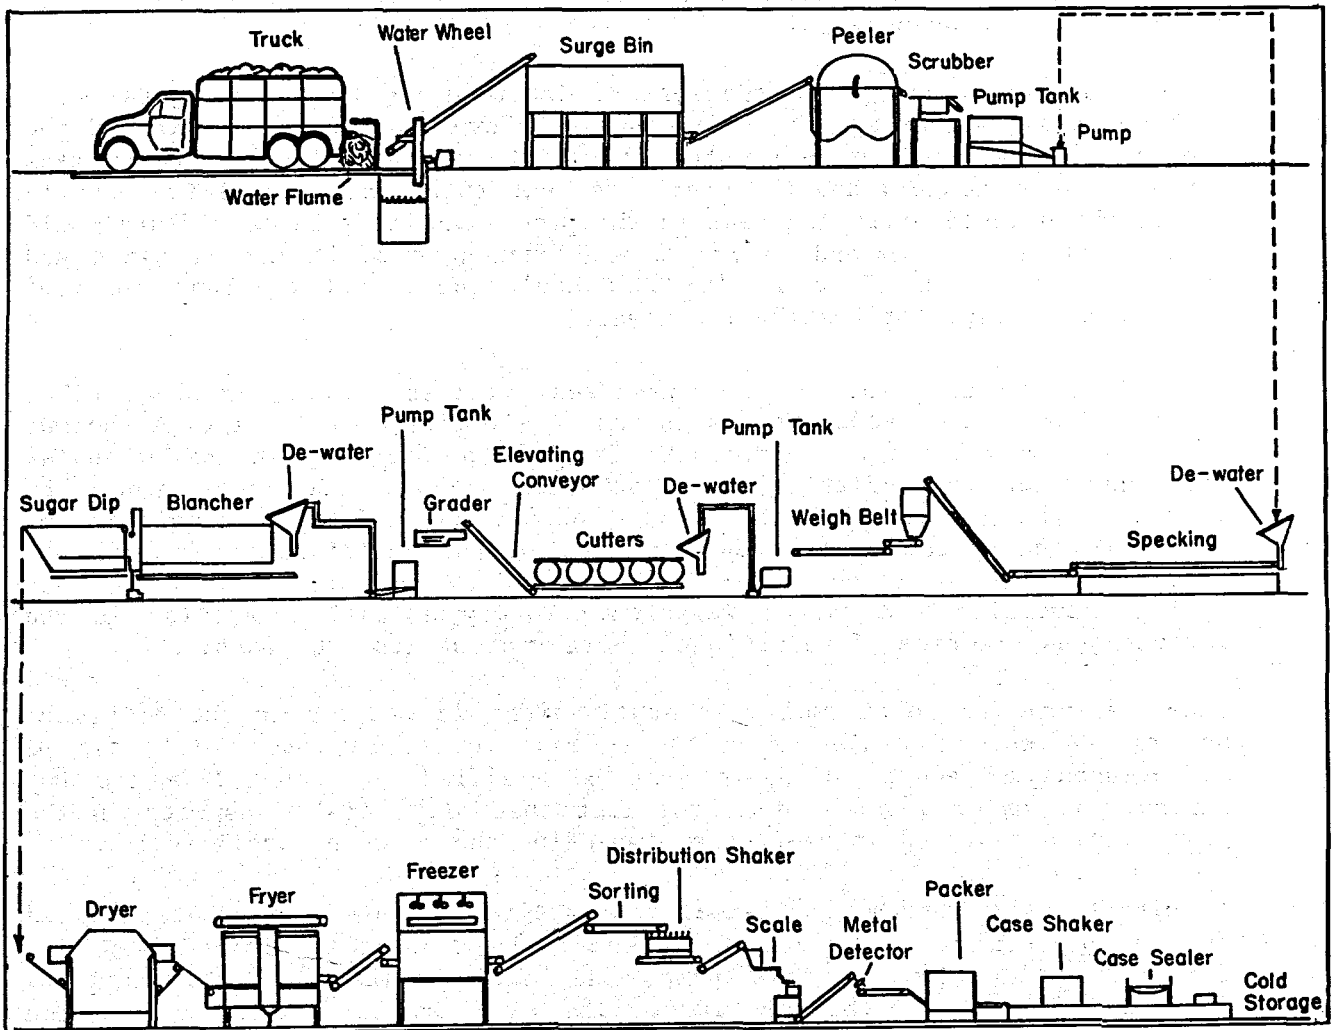 Truck
Water Wheel
Surge Bin
Peeler
Scrubber
Pump Tank
Pump
Water Flume
Sugar Dip
Blancher
De-water
Pump Tank
Grader
Elevating
Conveyor
Cutters
De-water
Pump Tank
Weigh Belt
Specking
De-water
Dryer
Fryer
Freezer
Sorting
Distribution Shaker
Scale
Metal
Detector
Packer
Case Shaker
Case Sealer
Cold
Storage